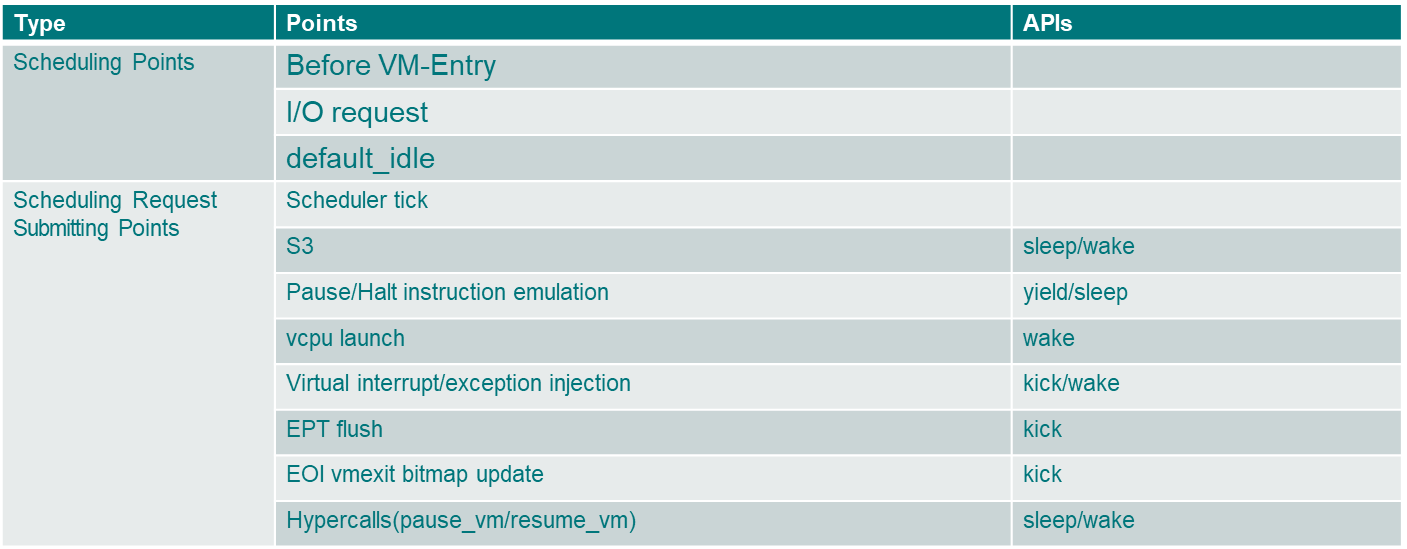 Type Points APIs
Scheduling Points Before VM-Entry
I/O request
default_idle
Scheduling Request Scheduler tick
Submitting Points
S3 sleep/wake
Pause/Halt instruction emulation yield/sleep
vcpu launch wake
Virtual interrupt/exception injection kick/wake
EPT flush kick
EOI vmexit bitmap update kick
Hypercalls(pause_vm/resume_vm) sleep/wake